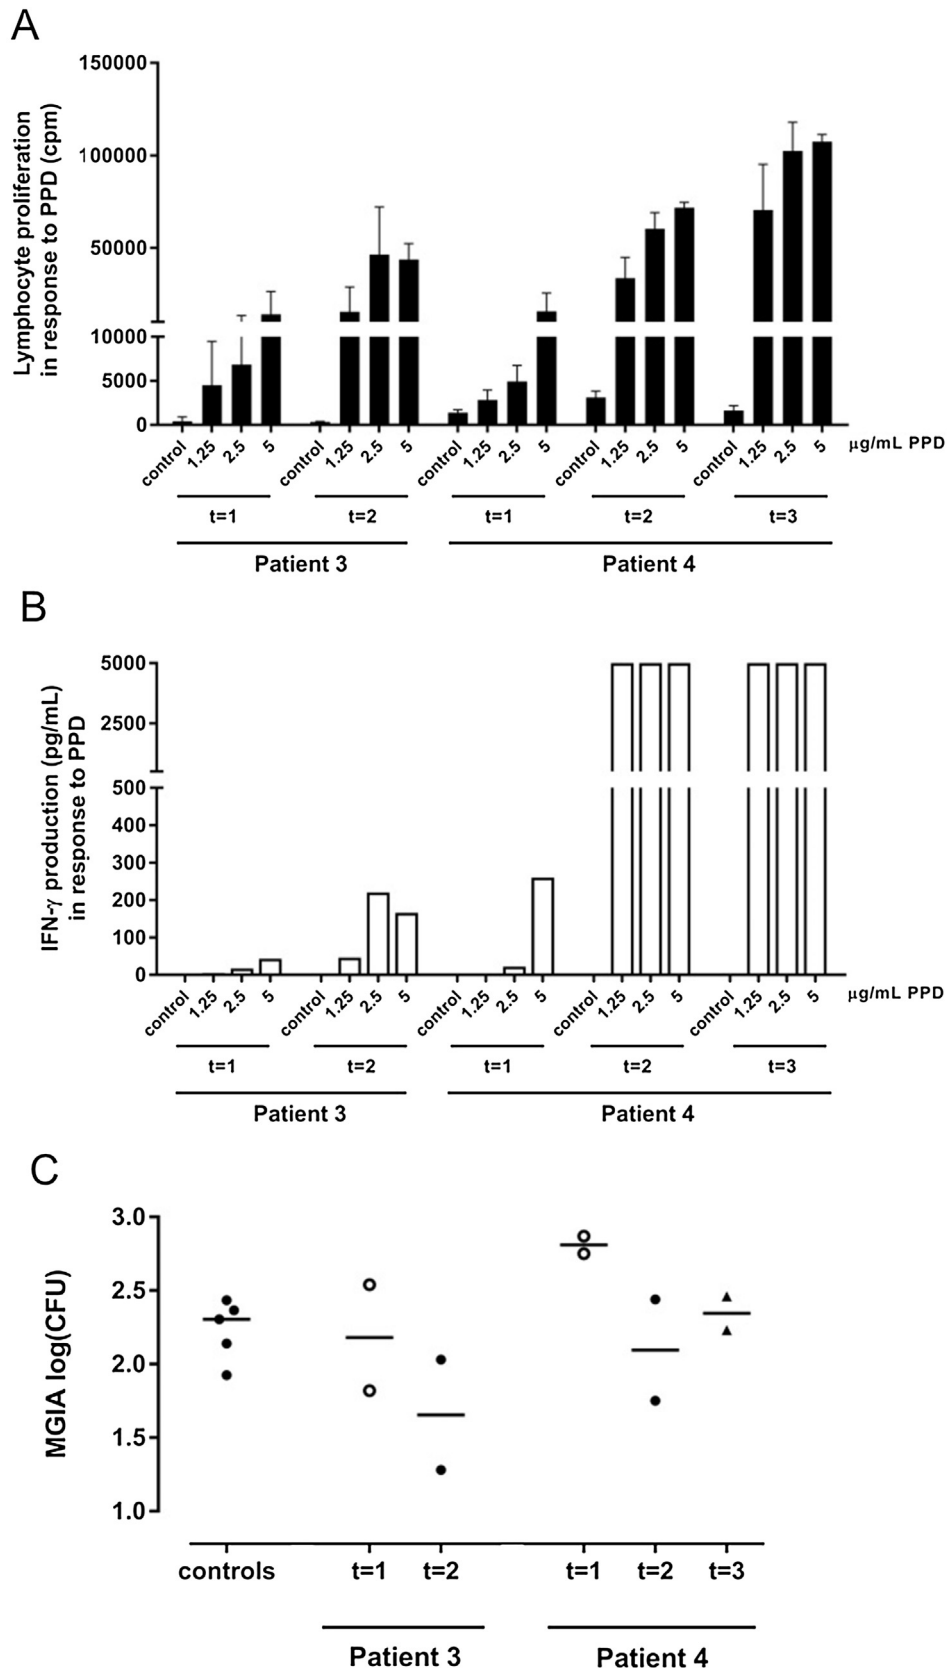 A
Lymphocyte proliferation
in response to PPD (cpm)
150000
100000
50000
10000
5000
0
control 1.25 2.5 5 control 1.25 2.5 5 control 1.25 2.5 5 control 1.25 2.5 5 control 1.25 2.5 5 µg/mL PPD
t=1 t=2 t=1 t=2 t=3
Patient 3 Patient 4
B
IFN-γ production (pg/mL)
in response to PPD
5000
2500
500
400
300
200
100
0
control 1.25 2.5 5 control 1.25 2.5 5 control 1.25 2.5 5 control 1.25 2.5 5 control 1.25 2.5 5 µg/mL PPD
t=1 t=2 t=1 t=2 t=3
Patient 3 Patient 4
C
MGIA log(CFU)
3.0
2.5
2.0
1.5
1.0
controls t=1 t=2 t=1 t=2 t=3
Patient 3 Patient 4